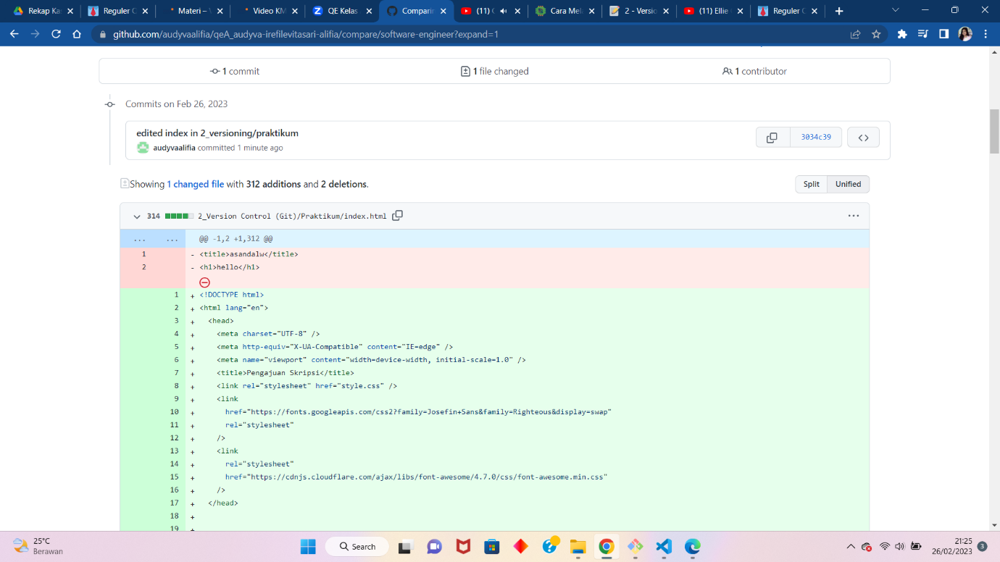 Rekap Ka
Reguler C
Materi –
Video KM
QE Kelas
Comparin
(11)
Cara Mel
2 - Versio
(11) Ellie
Reguler C
github.com/audyvaalifia/qeA_audyva-irefilevitasari-alifia/compare/software-engineer?expand=1
1 commit
1 file changed
1 contributor
Commits on Feb 26, 2023
edited index in 2_versioning/praktikum
audyvaalifia committed 1 minute ago
3034c39
Showing 1 changed file with 312 additions and 2 deletions.
Split Unified
314 2_Version Control (Git)/Praktikum/index.html
... ... @@ -1,2 +1,312 @@
1 - <title>asandalw</title>
2 - <h1>hello</h1>
1 + <!DOCTYPE html>
2 + <html lang="en">
3 + <head>
4 + <meta charset="UTF-8" />
5 + <meta http-equiv="X-UA-Compatible" content="IE=edge" />
6 + <meta name="viewport" content="width=device-width, initial-scale=1.0" />
7 + <title>Pengajuan Skripsi</title>
8 + <link rel="stylesheet" href="style.css" />
9 + <link
10 + href="https://fonts.googleapis.com/css2?family=Josefin+Sans&family=Righteous&display=swap"
11 + rel="stylesheet"
12 + />
13 + <link
14 + rel="stylesheet"
15 + href="https://cdnjs.cloudflare.com/ajax/libs/font-awesome/4.7.0/css/font-awesome.min.css"
16 + />
17 + </head>
18 +
19 +
25°C
Berawan
Search
21:25
26/02/2023
3